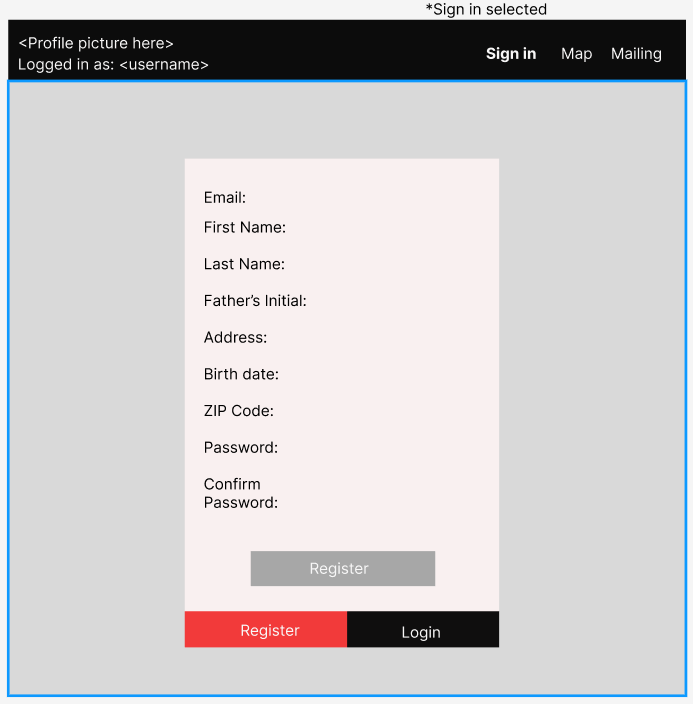 *Sign in selected
<Profile picture here>
Logged in as: <username>
Sign in Map Mailing
Email:
First Name:
Last Name:
Father’s Initial:
Address:
Birth date:
ZIP Code:
Password:
Confirm
Password:
Register
Register Login